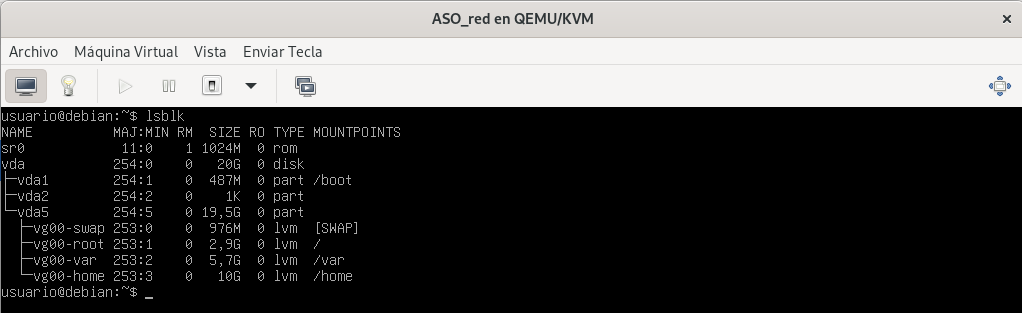 ASO_red en QEMU/KVM
Archivo Máquina Virtual Vista Enviar Tecla
usuario@debian:~$ lsblk
NAME          MAJ:MIN RM  SIZE RO TYPE MOUNTPOINTS
sr0            11:0    1 1024M  0 rom
vda           254:0    0   20G  0 disk
├─vda1        254:1    0  487M  0 part /boot
├─vda2        254:2    0    1K  0 part
└─vda5        254:5    0 19,5G  0 part
  ├─vg00-swap 253:0    0  976M  0 lvm  [SWAP]
  ├─vg00-root 253:1    0  2,9G  0 lvm  /
  ├─vg00-var  253:2    0  5,7G  0 lvm  /var
  └─vg00-home 253:3    0   10G  0 lvm  /home
usuario@debian:~$ _